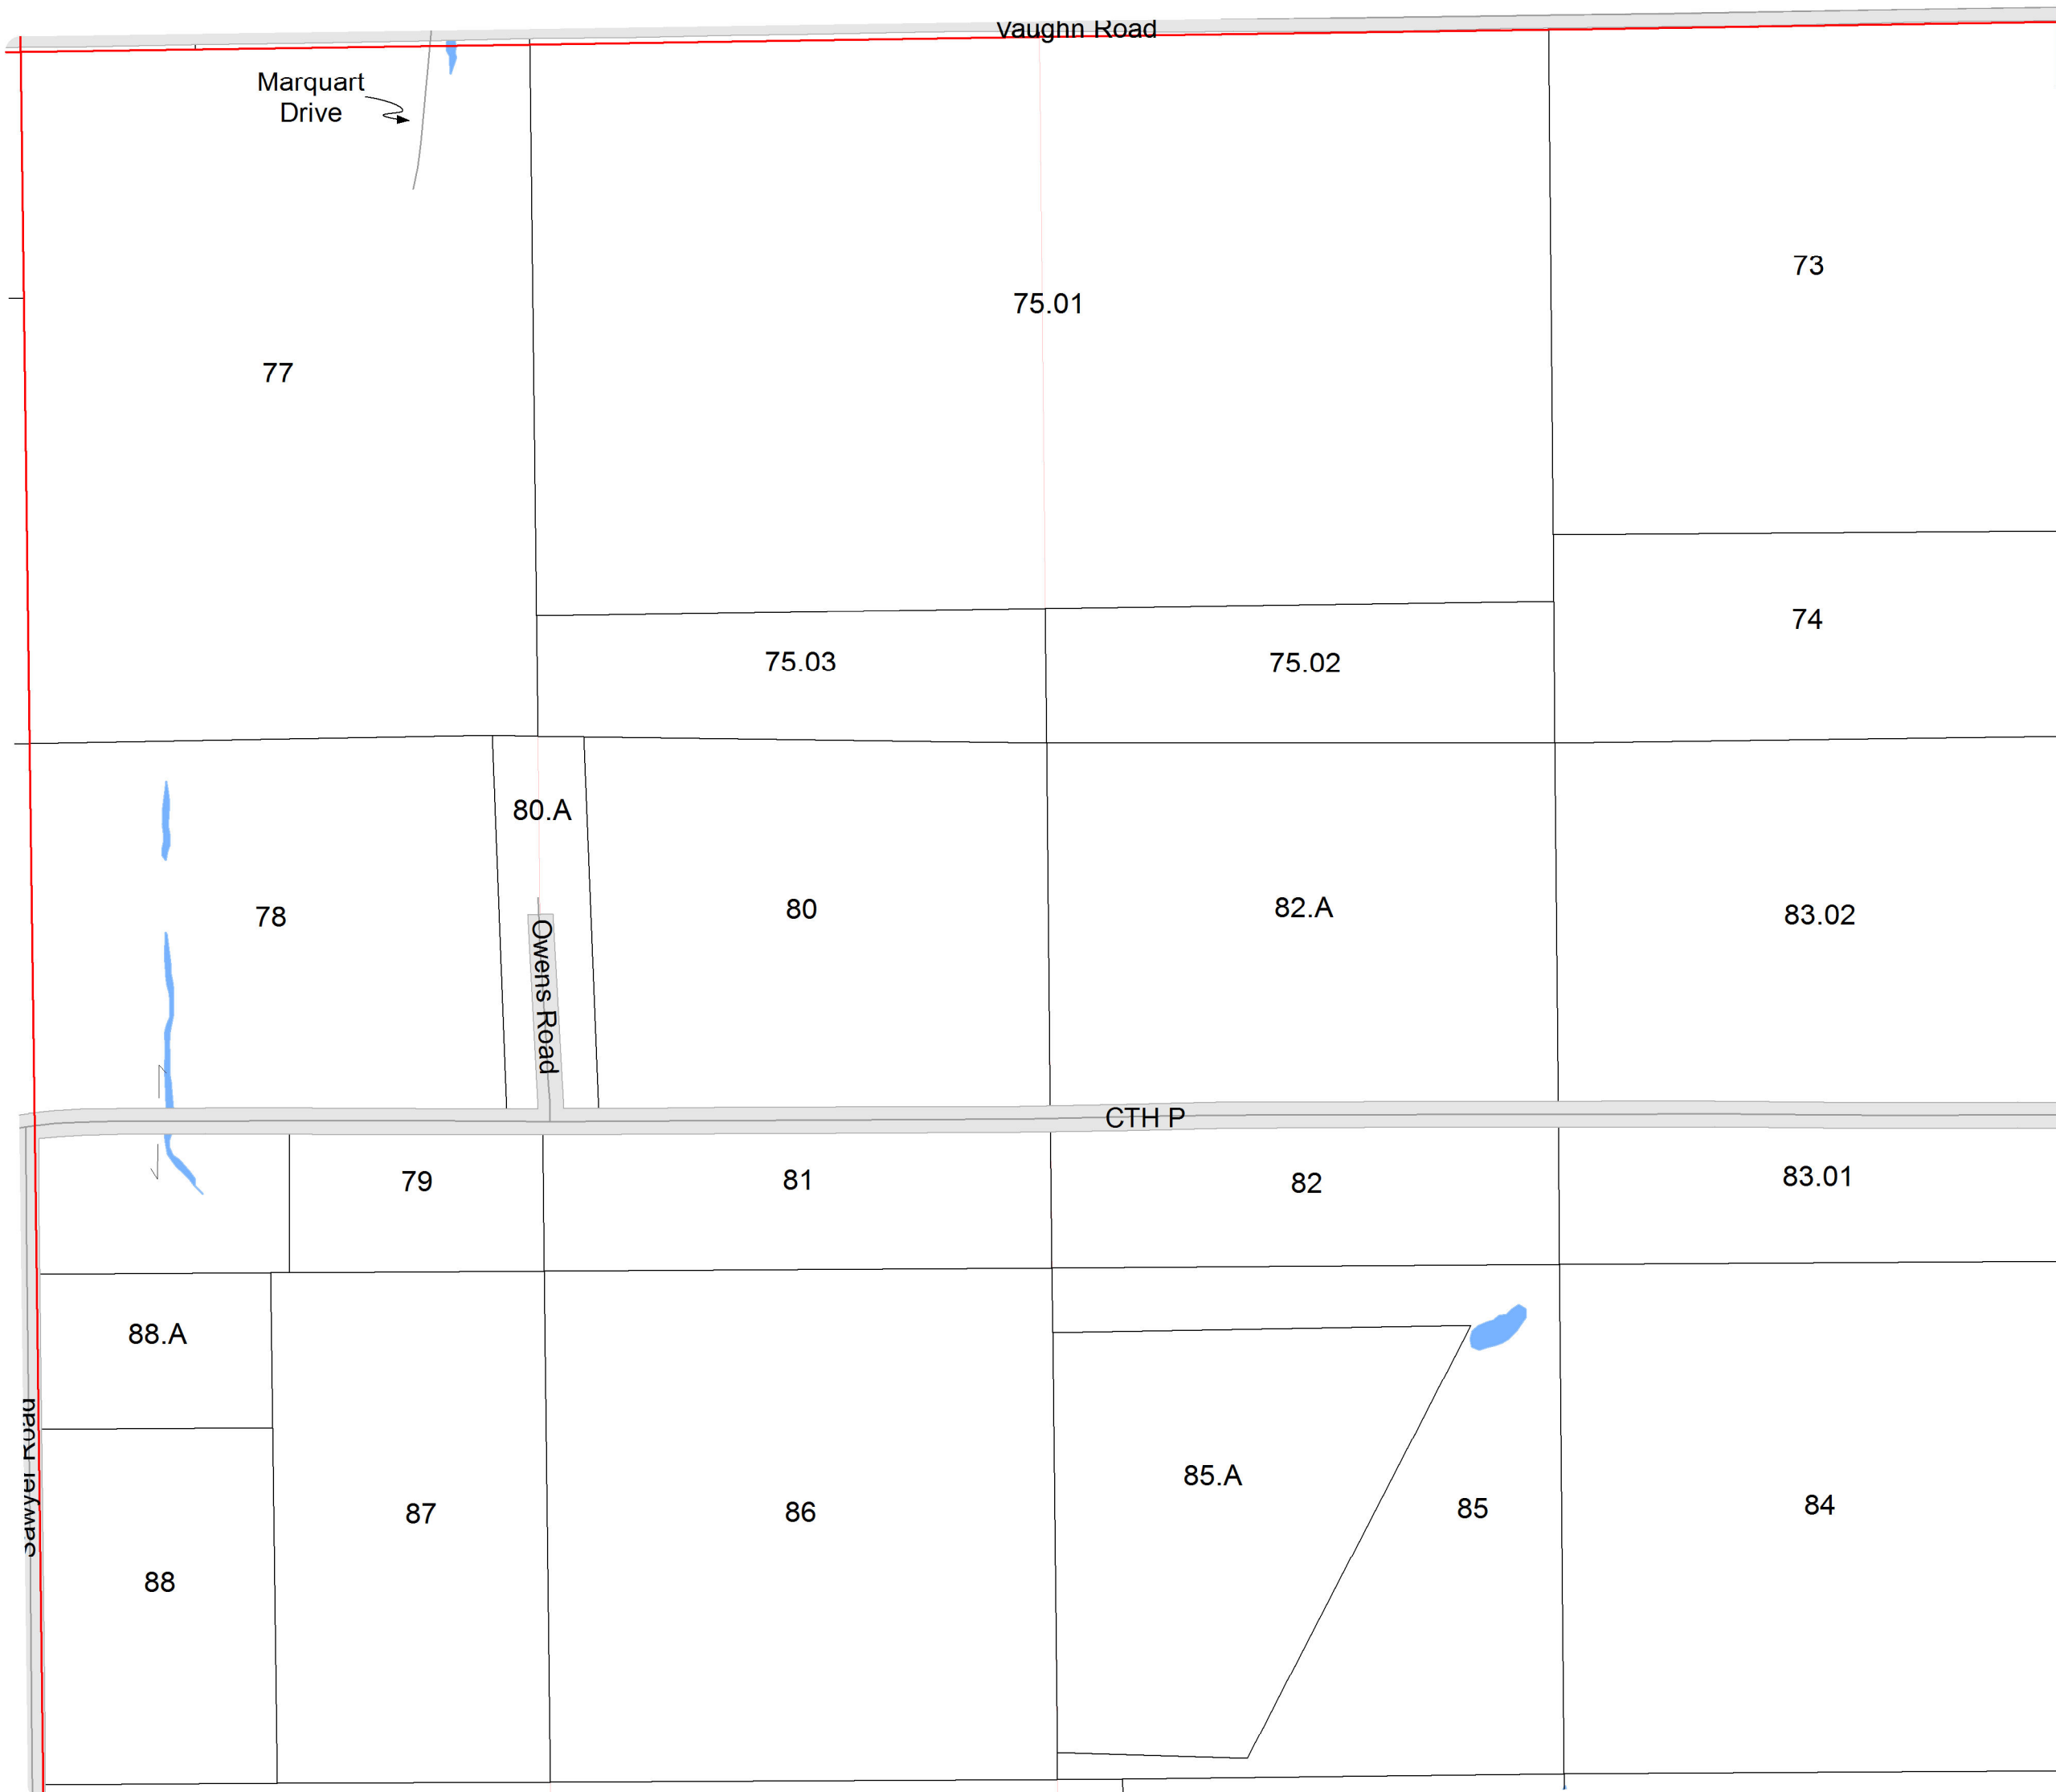 Vaughn Road
Marquart
Drive
73
75.01
77
74
75.03
75.02
80.A
78
80
82.A
83.02
Owens Road
CTH P
79
81
82
83.01
88.A
Sawyer Road
85.A
87
86
85
84
88